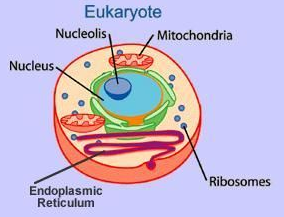 Eukaryote
Nucleolis
Mitochondria
Nucleus
Endoplasmic
Reticulum
Ribosomes